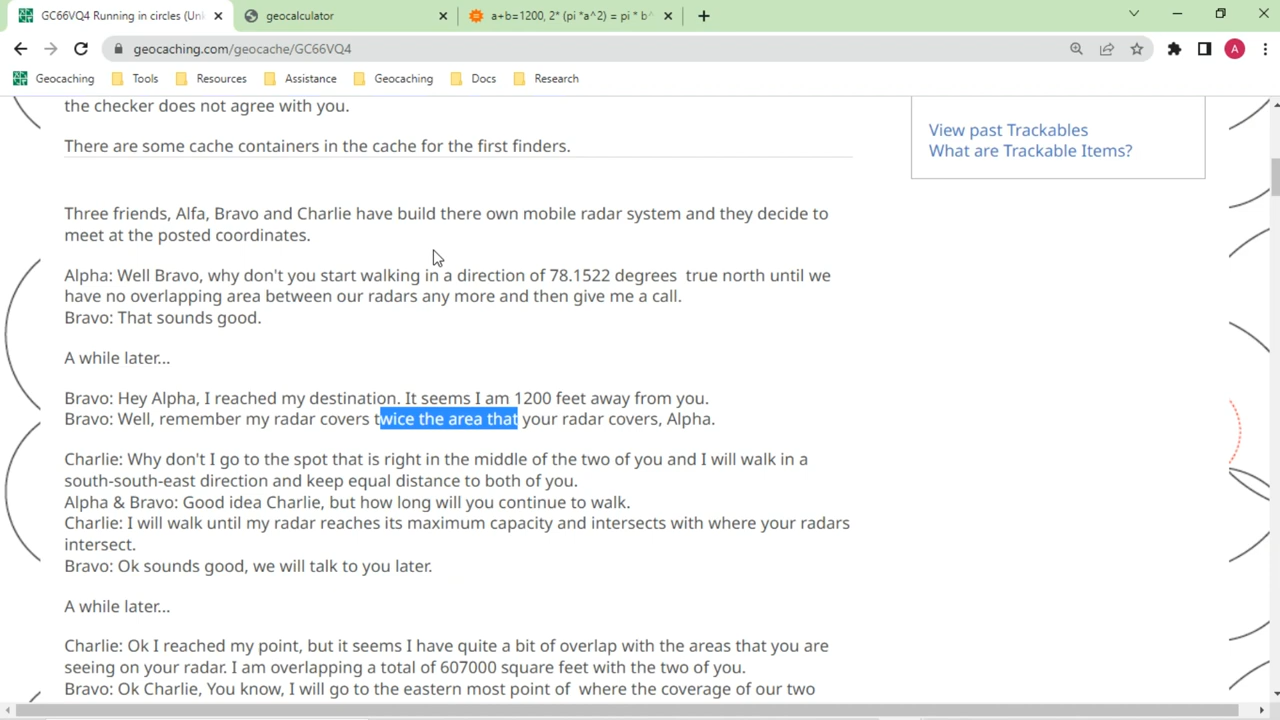 GC66VQ4 Running in circles (Unk
geocalculator
a+b=1200, 2* (pi *a^2) = pi * b^
geocaching.com/geocache/GC66VQ4
A
Geocaching
Tools
Resources
Assistance
Geocaching
Docs
Research
the checker does not agree with you.
There are some cache containers in the cache for the first finders.
View past Trackables
What are Trackable Items?
Three friends, Alfa, Bravo and Charlie have build there own mobile radar system and they decide to
meet at the posted coordinates.
Alpha: Well Bravo, why don't you start walking in a direction of 78.1522 degrees true north until we
have no overlapping area between our radars any more and then give me a call.
Bravo: That sounds good.
A while later...
Bravo: Hey Alpha, I reached my destination. It seems I am 1200 feet away from you.
Bravo: Well, remember my radar covers twice the area that your radar covers, Alpha.
Charlie: Why don't I go to the spot that is right in the middle of the two of you and I will walk in a
south-south-east direction and keep equal distance to both of you.
Alpha & Bravo: Good idea Charlie, but how long will you continue to walk.
Charlie: I will walk until my radar reaches its maximum capacity and intersects with where your radars
intersect.
Bravo: Ok sounds good, we will talk to you later.
A while later...
Charlie: Ok I reached my point, but it seems I have quite a bit of overlap with the areas that you are
seeing on your radar. I am overlapping a total of 607000 square feet with the two of you.
Bravo: Ok Charlie, You know, I will go to the eastern most point of where the coverage of our two